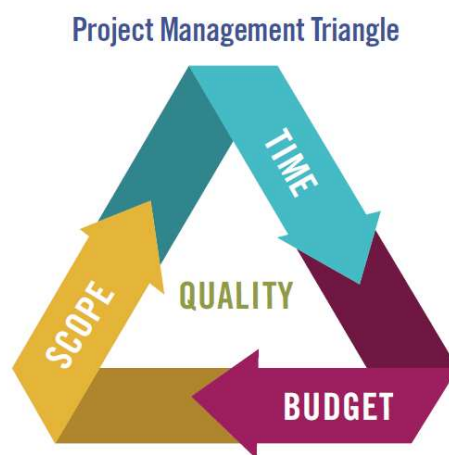 Project Management Triangle
TIME
QUALITY
SCOPE
BUDGET